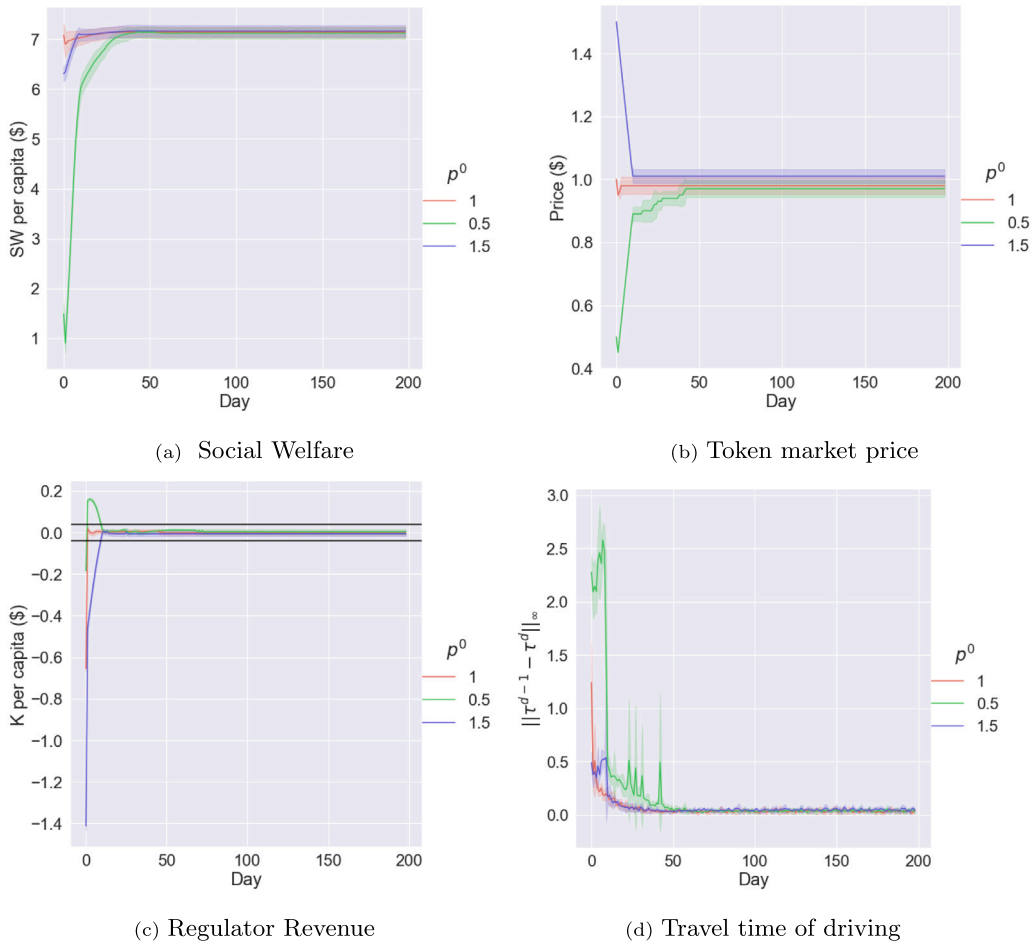 7
6
5
4
3
2
1
SW per capita ($)
0 50 100 150 200
Day
p⁰
1
0.5
1.5
(a) Social Welfare
1.4
1.2
1.0
0.8
0.6
0.4
Price ($)
0 50 100 150 200
Day
p⁰
1
0.5
1.5
(b) Token market price
0.2
0.0
−0.2
−0.4
−0.6
−0.8
−1.0
−1.2
−1.4
K per capita ($)
0 50 100 150 200
Day
p⁰
1
0.5
1.5
(c) Regulator Revenue
3.0
2.5
2.0
1.5
1.0
0.5
0.0
||τᵈ⁻¹ − τᵈ||∞
0 50 100 150 200
Day
p⁰
1
0.5
1.5
(d) Travel time of driving